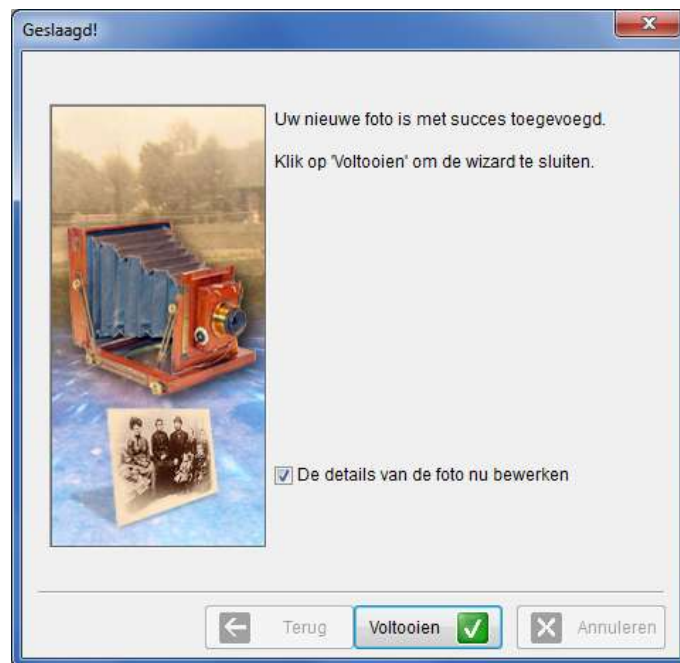 Geslaagd!
Uw nieuwe foto is met succes toegevoegd.
Klik op 'Voltooien' om de wizard te sluiten.
De details van de foto nu bewerken
Terug
Voltooien
Annuleren